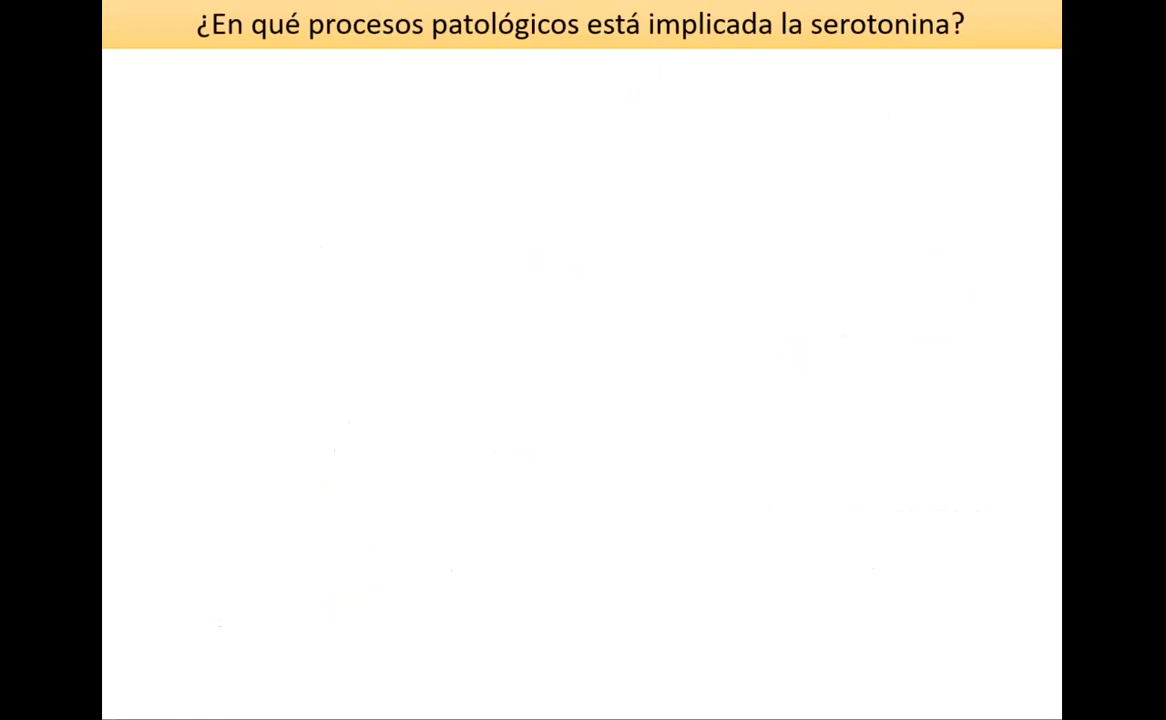 ¿En qué procesos patológicos está implicada la serotonina?